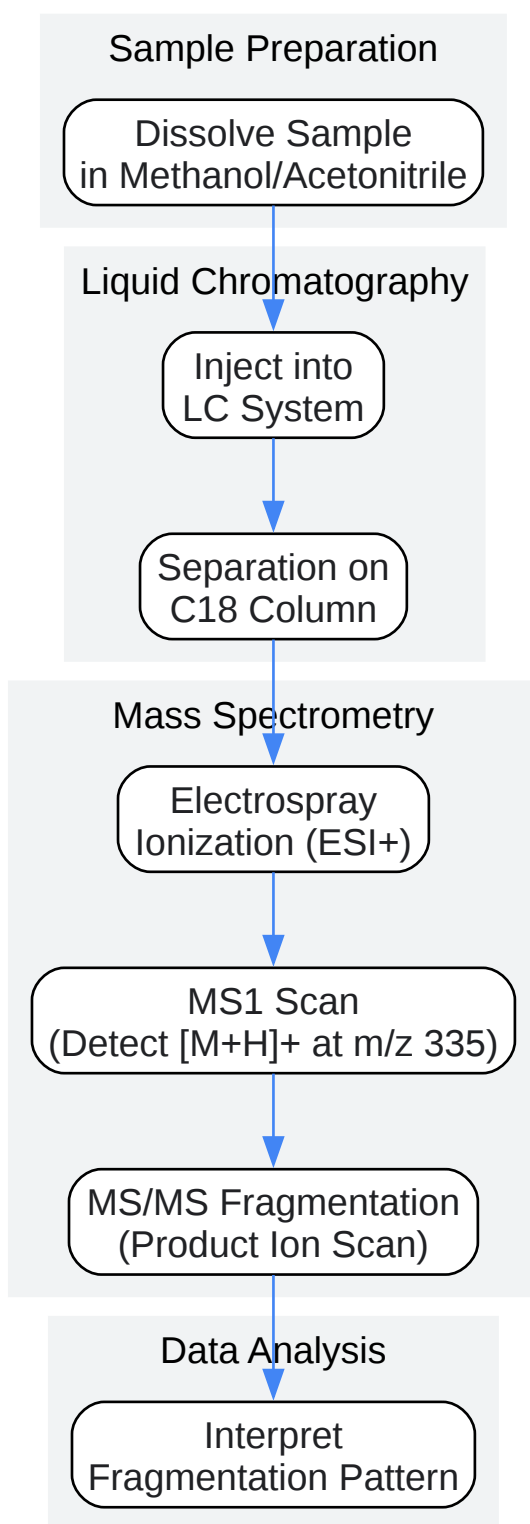 Sample Preparation
Dissolve Sample
in Methanol/Acetonitrile
Liquid Chromatography
Inject into
LC System
Separation on
C18 Column
Mass Spectrometry
Electrospray
Ionization (ESI+)
MS1 Scan
(Detect [M+H]+ at m/z 335)
MS/MS Fragmentation
(Product Ion Scan)
Data Analysis
Interpret
Fragmentation Pattern